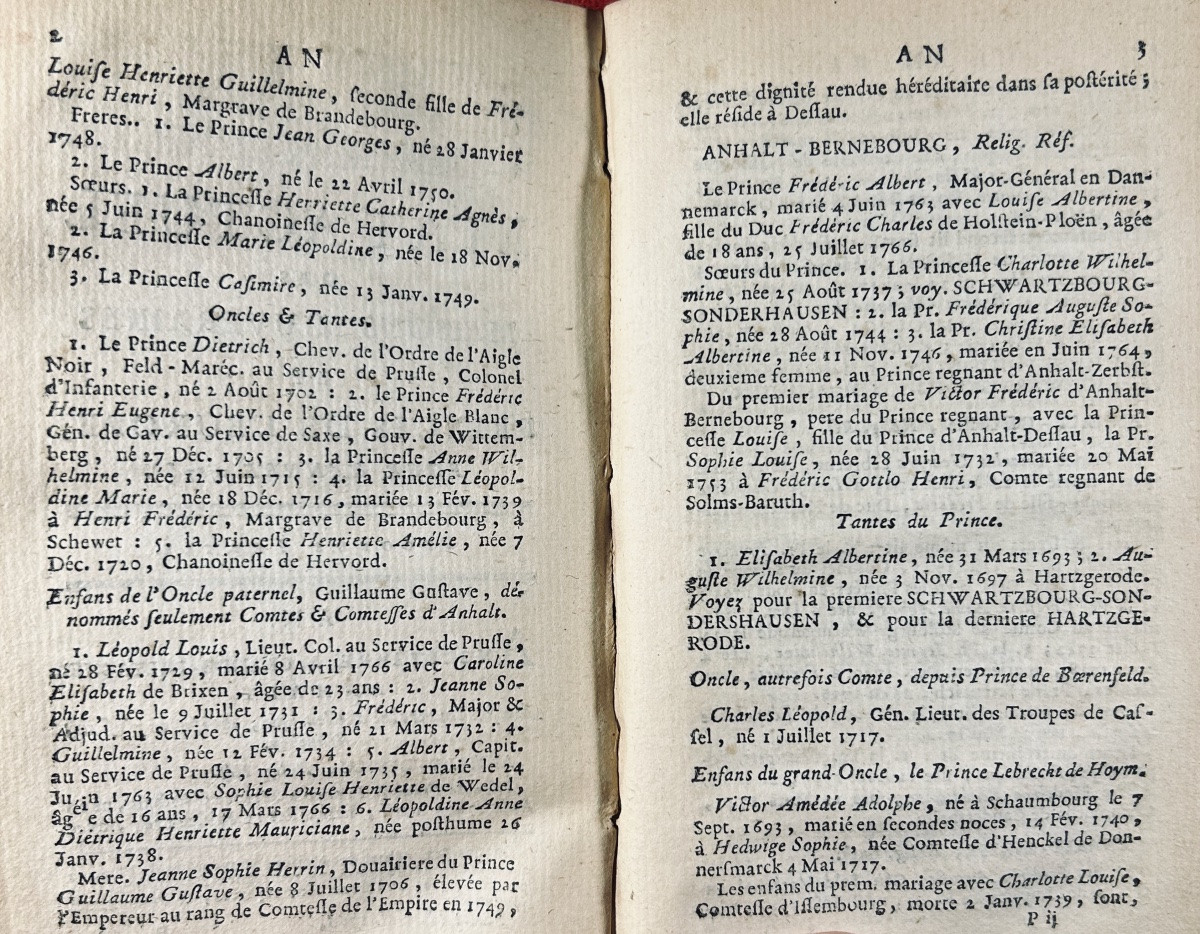 2
AN
Louiſe Henriette Guillelmine, ſeconde fille de Fré-
déric Henri, Margrave de Brandebourg.
Freres.. 1. Le Prince Jean Georges, né 28 Janvier
1748.
2. Le Prince Albert, né le 22 Avril 1750.
Sœurs. 1. La Princeſſe Herriette Catherine Agnès,
née 5 Juin 1744, Chanoineſſe de Hervord.
2. La Princeſſe Marie Léopoldine, née le 18 Nov.
1746.
3. La Princeſſe Caſimire, née 13 Janv. 1749.
Oncles & Tantes.
1. Le Prince Dietrich, Chev. de l'Ordre de l'Aigle
Noir, Feld-Maréc. au Service de Pruſſe, Colonel
d'Infanterie, né 2 Août 1702 : 2. le Prince Frédéric
Henri Eugene, Chev. de l'Ordre de l'Aigle Blanc,
Gén. de Cav. au Service de Saxe, Gouv. de Wittem-
berg, né 27 Déc. 1705 : 3. la Princeſſe Anne Wil-
helmine, née 12 Juin 1715 : 4. la Princeſſe Léopol-
dine Marie, née 18 Déc. 1716, mariée 13 Fév. 1739
à Henri Frédéric, Margrave de Brandebourg, à
Schewet : 5. la Princeſſe Henriette Amélie, née 7
Déc. 1720, Chanoineſſe de Hervord.
Enfans de l'Oncle paternel, Guillaume Guſtave, dé-
nommés ſeulement Comtes & Comteſſes d'Anhalt.
1. Léopold Louis, Lieut. Col. au Service de Pruſſe,
né 28 Fév. 1729, marié 8 Avril 1766 avec Caroline
Eliſabeth de Brixen, âgée de 23 ans : 2. Jeanne So-
phie, née le 9 Juillet 1731 : 3. Frédéric, Major &
Adjud. au Service de Pruſſe, né 21 Mars 1732 : 4.
Guillelmine, née 12 Fév. 1734 : 5. Albert, Capit.
au Service de Pruſſe, né 24 Juin 1735, marié le 24
Juin 1763 avec Sophie Louiſe Henriette de Wedel,
âgée de 16 ans, 17 Mars 1766 : 6. Léopoldine Anne
Diétrique Henriette Mauriciane, née poſthume 26
Janv. 1738.
Mere. Jeanne Sophie Herrin, Douairiere du Prince
Guillaume Guſtave, née 8 Juillet 1706, élevée par
l'Empereur au rang de Comteſſe de l'Empire en 1749,
AN
3
& cette dignité rendue héréditaire dans ſa poſtérité;
elle réſide à Deſſau.
ANHALT-BERNEBOURG, Relig. Réf.
Le Prince Frédéric Albert, Major-Général en Dan-
nemarck, marié 4 Juin 1763 avec Louiſe Albertine,
fille du Duc Frédéric Charles de Holſtein-Ploën, âgée
de 18 ans, 25 Juillet 1766.
Sœurs du Prince. 1. La Princeſſe Charlotte Wilhel-
mine, née 25 Août 1737; voy. SCHWARTZBOURG-
SONDERHAUSEN : 2. la Pr. Frédérique Auguſte So-
phie, née 28 Août 1744 : 3. la Pr. Chriſtine Eliſabeth
Albertine, née 11 Nov. 1746, mariée en Juin 1764,
deuxieme femme, au Prince regnant d'Anhalt-Zerbſt.
Du premier mariage de Victor Frédéric d'Anhalt-
Bernebourg, pere du Prince regnant, avec la Prin-
ceſſe Louiſe, fille du Prince d'Anhalt-Deſſau, la Pr.
Sophie Louiſe, née 28 Juin 1732, mariée 20 Mai
1753 à Frédéric Gottlo Henri, Comte regnant de
Solms-Baruth.
Tantes du Prince.
1. Eliſabeth Albertine, née 31 Mars 1693; 2. Au-
guſte Wilhelmine, née 3 Nov. 1697 à Hartzgerode.
Voyez pour la premiere SCHWARTZBOURG-SON-
DERSHAUSEN, & pour la derniere HARTZGE-
RODE.
Oncle, autrefois Comte, depuis Prince de Bœrenfeld.
Charles Léopold, Gén. Lieut. des Troupes de Caſ-
ſel, né 1 Juillet 1717.
Enfans du grand-Oncle, le Prince Lebrecht de Hoym.
Victor Amédée Adolphe, né à Schaumbourg le 7
Sept. 1693, marié en ſecondes noces, 14 Fév. 1740,
à Hedwige Sophie, née Comteſſe d'Henckel de Don-
nerſmarck 4 Mai 1717.
Les enfans du prem. mariage avec Charlotte Louiſe,
Comteſſe d'Iſſembourg, morte 2 Janv. 1739, ſont,
P ij